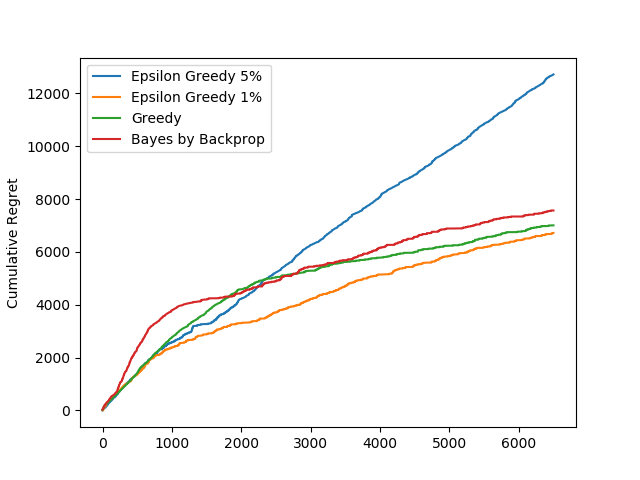 Epsilon Greedy 5%
Epsilon Greedy 1%
Greedy
Bayes by Backprop
Cumulative Regret
12000
10000
8000
6000
4000
2000
0
0 1000 2000 3000 4000 5000 6000